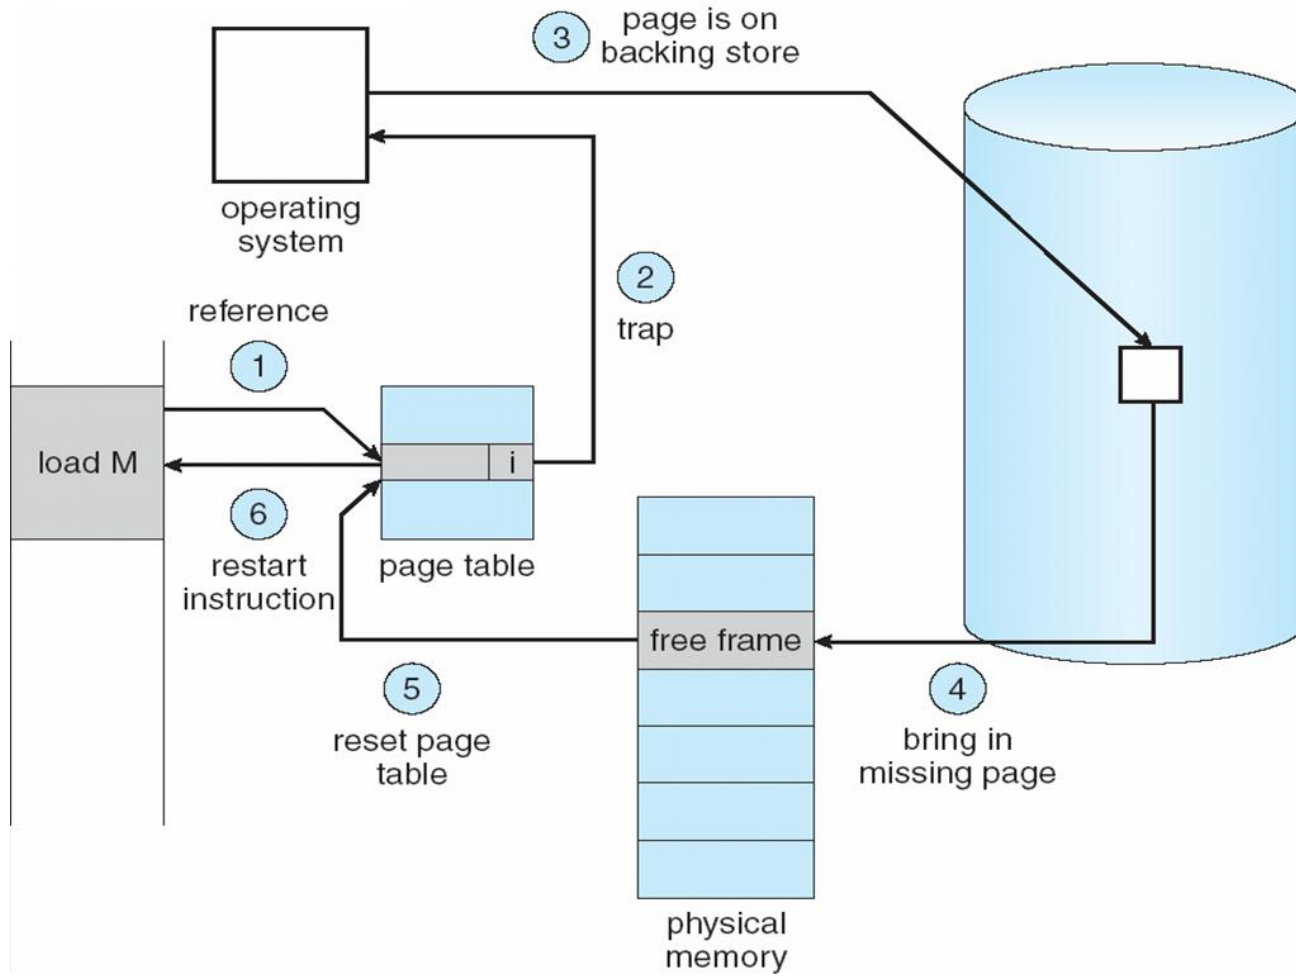 3
page is on
backing store
operating
system
2
trap
reference
1
load M
i
6
restart
instruction
page table
free frame
5
reset page
table
4
bring in
missing page
physical
memory